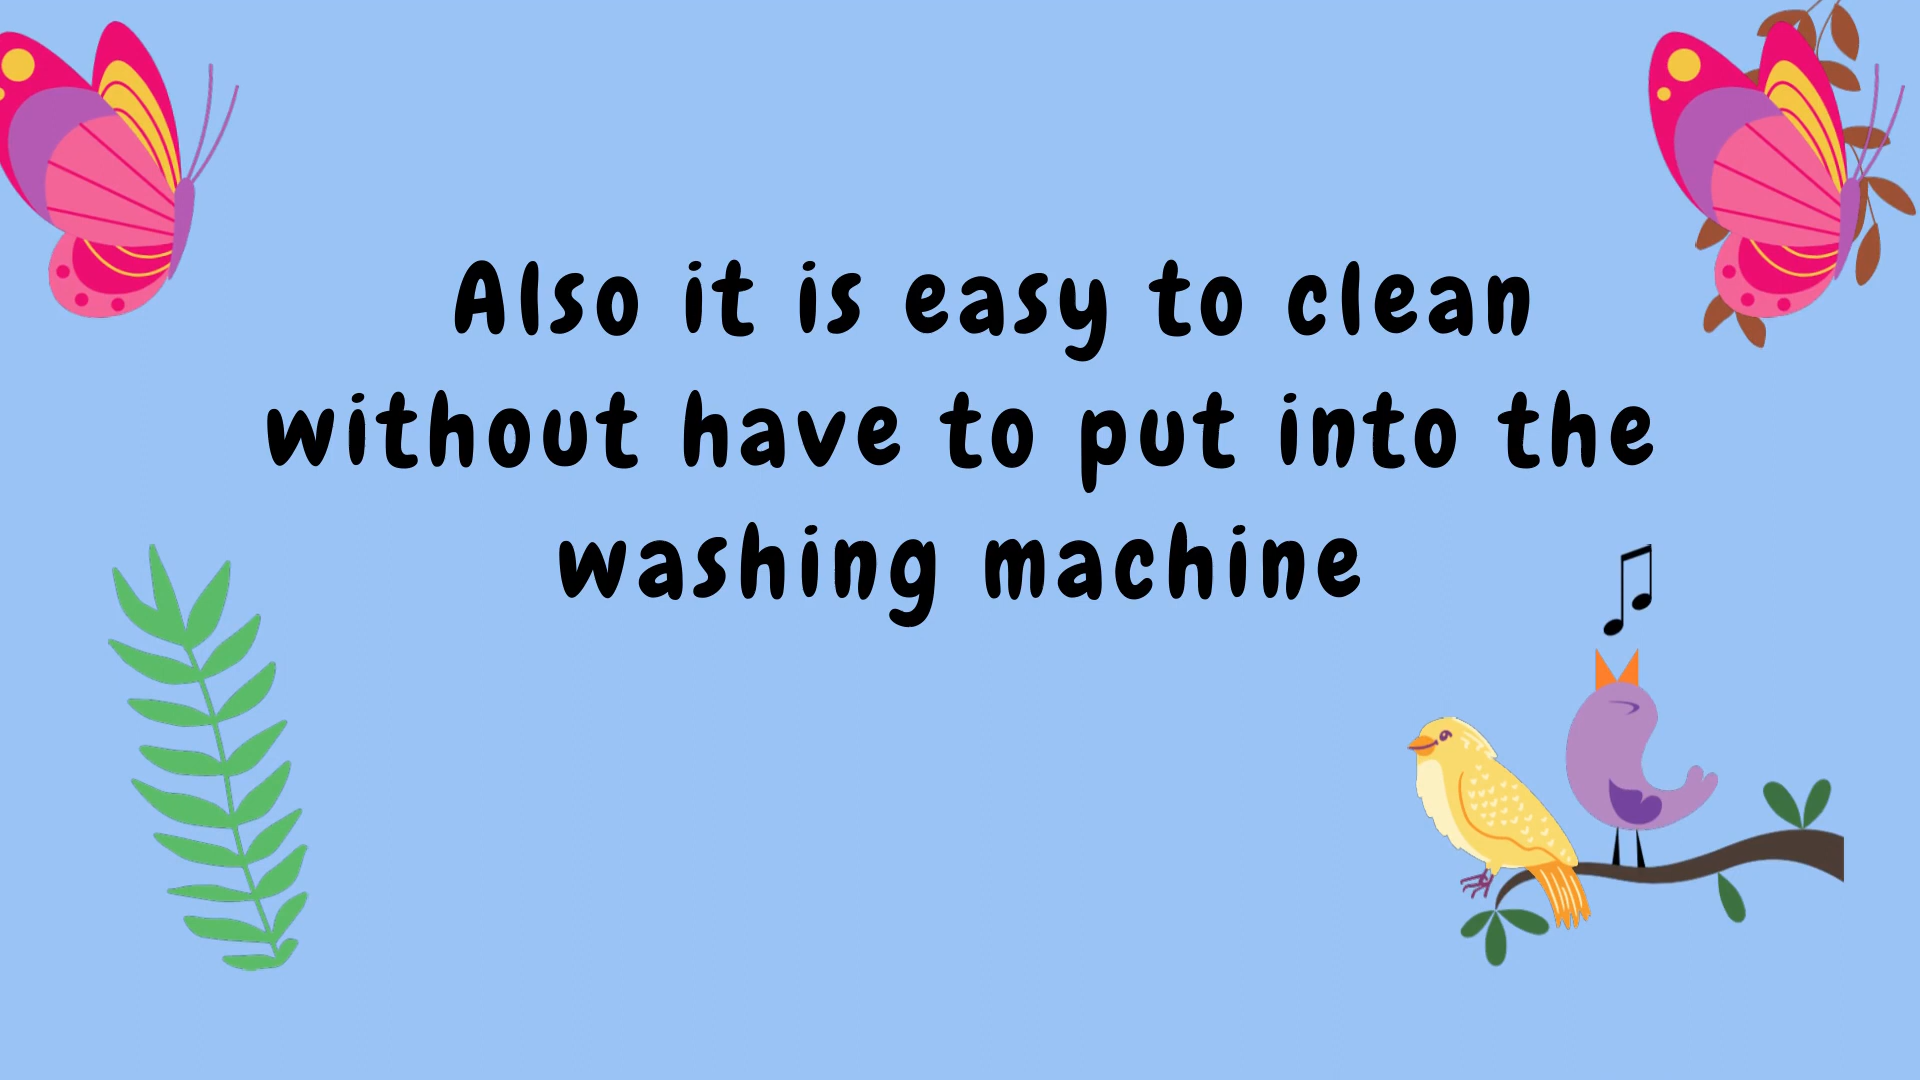 Also it is easy to clean
without have to put into the
washing machine